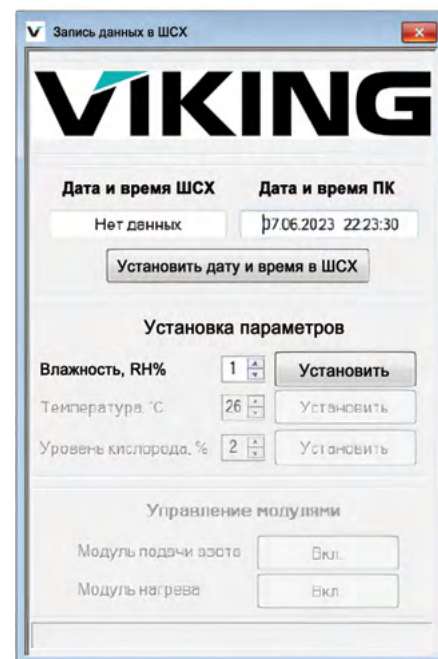 Запись данных в ШСХ
VIKING
Дата и время ШСХ Дата и время ПК
Нет данных 07.06.2023 22:23:30
Установить дату и время в ШСХ
Установка параметров
Влажность, RH% 1 Установить
Температура, °C 26 Установить
Уровень кислорода, % 2 Установить
Управление модулями
Модуль подачи азота Вкл.
Модуль нагрева Вкл.